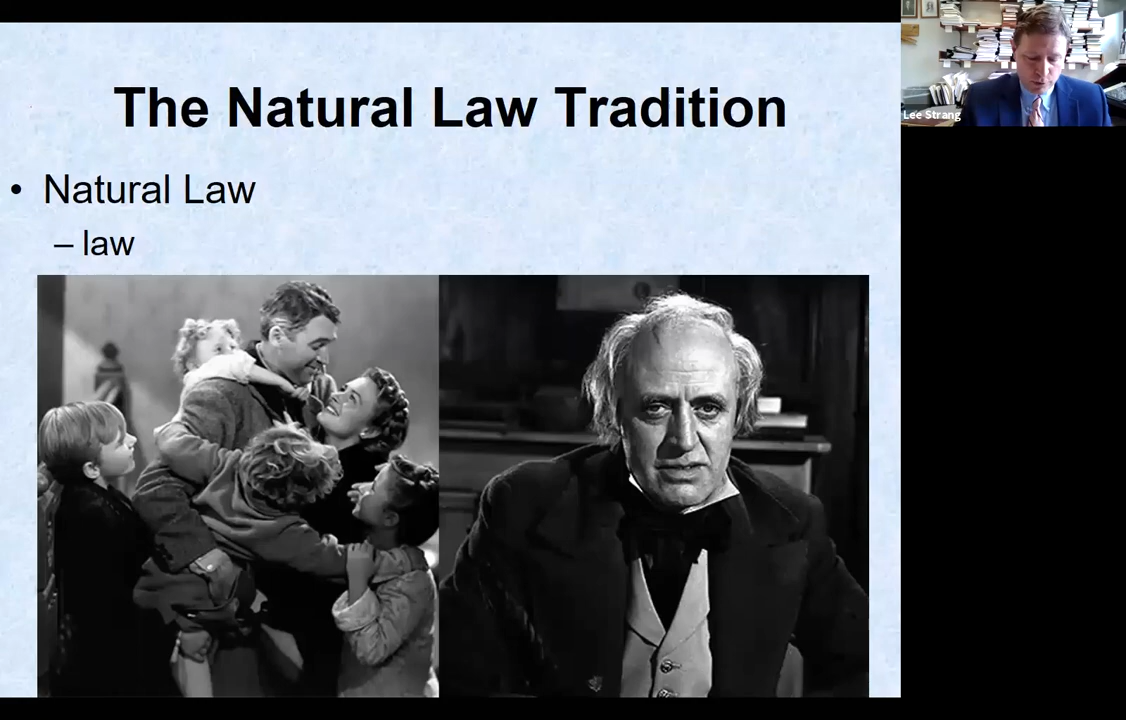 The Natural Law Tradition
• Natural Law
– law
Lee Strang